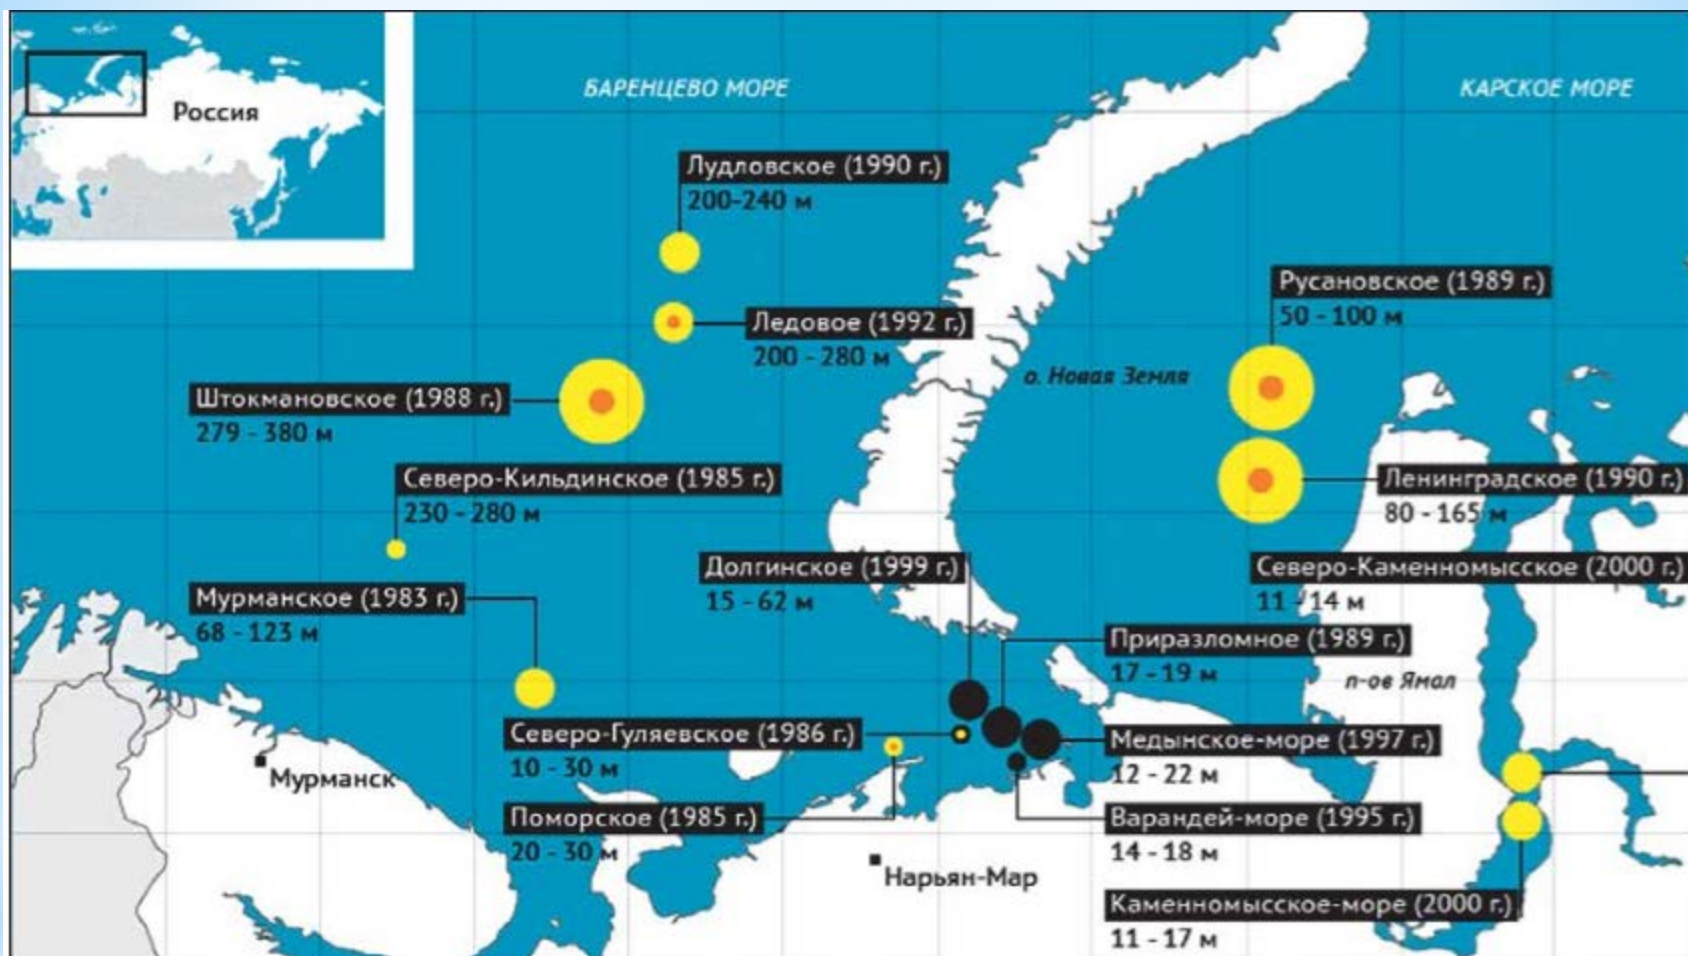 Россия
БАРЕНЦЕВО МОРЕ
КАРСКОЕ МОРЕ
Лудловское (1990 г.)
200-240 м
Русановское (1989 г.)
50 - 100 м
Ледовое (1992 г.)
200 - 280 м
о. Новая Земля
Штокмановское (1988 г.)
279 - 380 м
Северо-Кильдинское (1985 г.)
230 - 280 м
Ленинградское (1990 г.)
80 - 165 м
Долгинское (1999 г.)
15 - 62 м
Северо-Каменномысское (2000 г.)
11 - 14 м
Мурманское (1983 г.)
68 - 123 м
Приразломное (1989 г.)
17 - 19 м
п-ов Ямал
Северо-Гуляевское (1986 г.)
10 - 30 м
Медынское-море (1997 г.)
12 - 22 м
Мурманск
Поморское (1985 г.)
20 - 30 м
Варандей-море (1995 г.)
14 - 18 м
Нарьян-Мар
Каменномысское-море (2000 г.)
11 - 17 м